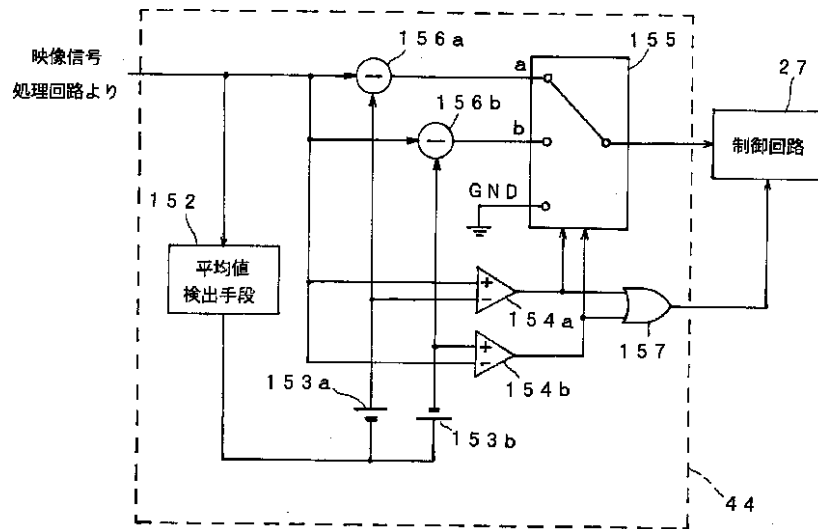 映像信号
処理回路より
156a
156b
a
b
GND
155
27
制御回路
152
平均値
検出手段
+
−
154a
+
−
154b
157
153a
153b
44